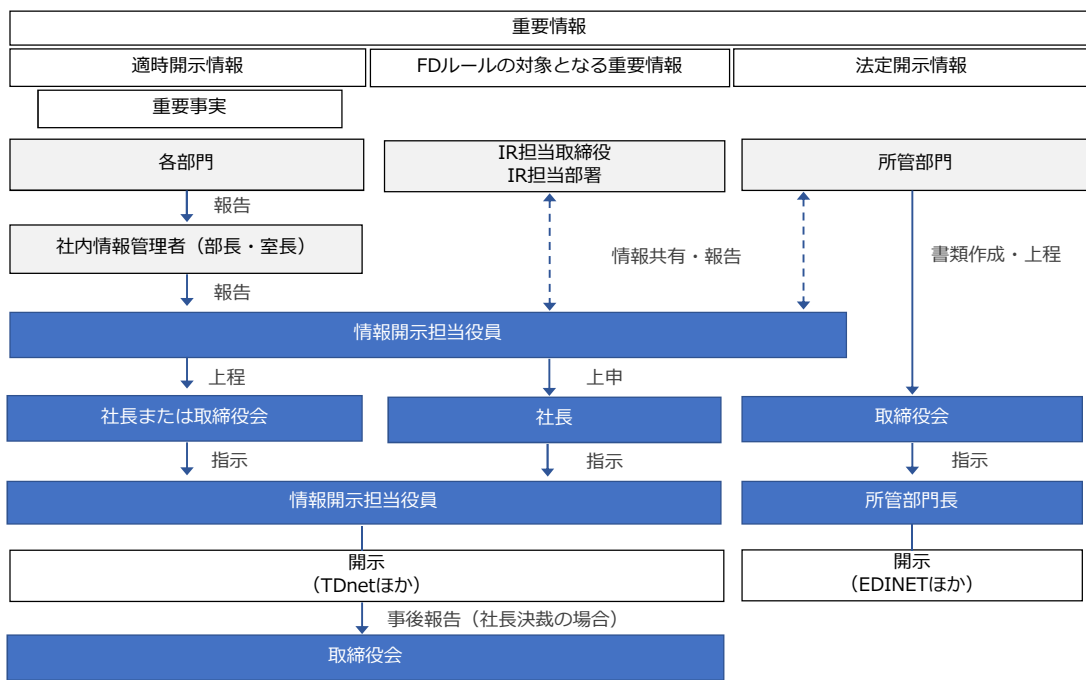 重要情報
適時開示情報
FDルールの対象となる重要情報
法定開示情報
重要事実
各部門
IR担当取締役
IR担当部署
所管部門
報告
社内情報管理者（部長・室長）
情報共有・報告
書類作成・上程
報告
情報開示担当役員
上程
上申
社長または取締役会
社長
取締役会
指示
指示
指示
情報開示担当役員
所管部門長
開示
（TDnetほか）
開示
（EDINETほか）
事後報告（社長決裁の場合）
取締役会